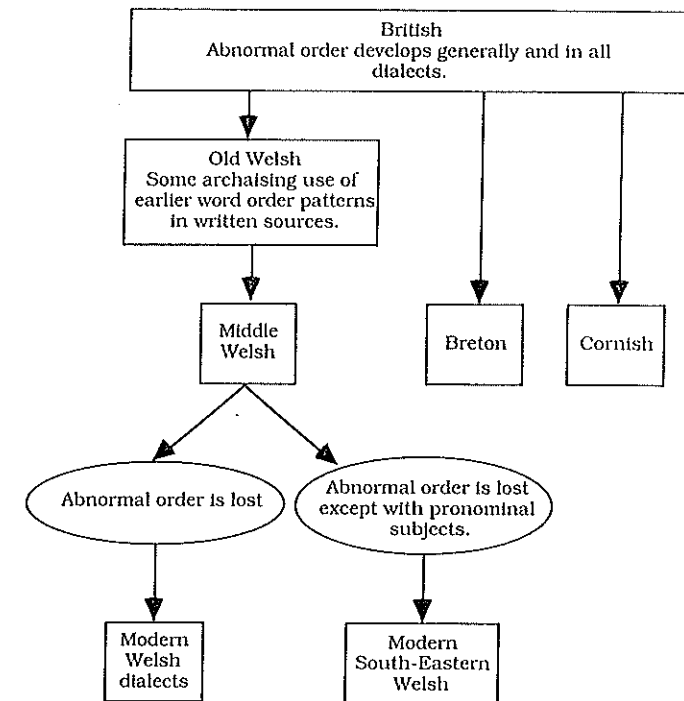 British
Abnormal order develops generally and in all
dialects.
Old Welsh
Some archaising use of
earlier word order patterns
in written sources.
Middle
Welsh
Breton
Cornish
Abnormal order is lost
Abnormal order is lost
except with pronominal
subjects.
Modern
Welsh
dialects
Modern
South-Eastern
Welsh